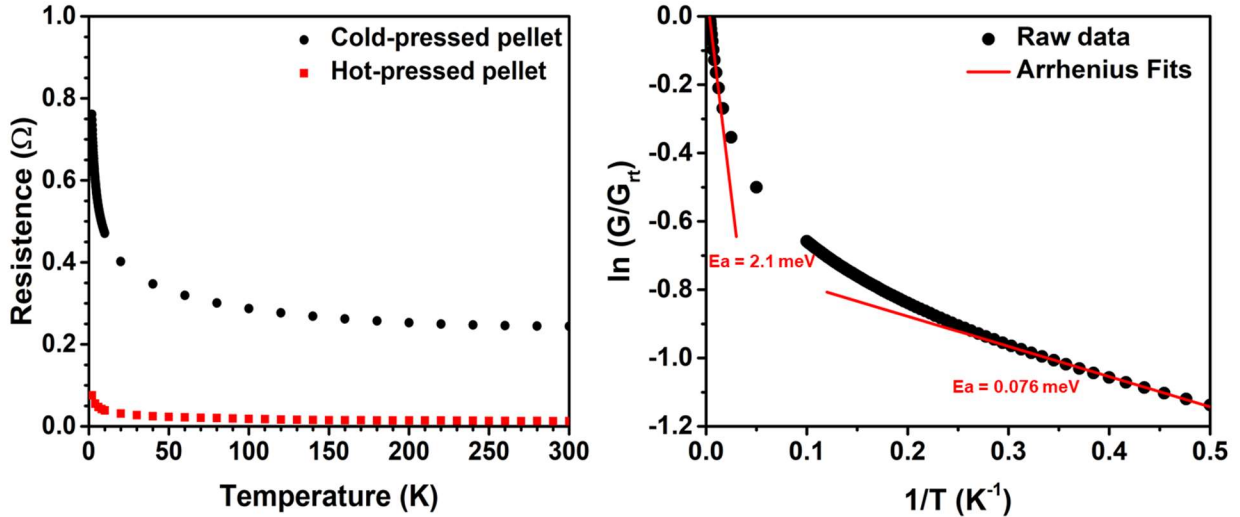 1.0
0.8
0.6
0.4
0.2
0.0
Resistence (Ω)
Cold-pressed pellet
Hot-pressed pellet
0 50 100 150 200 250 300
Temperature (K)
0.0
-0.2
-0.4
-0.6
-0.8
-1.0
-1.2
ln (G/G_rt)
Raw data
Arrhenius Fits
Ea = 2.1 meV
Ea = 0.076 meV
0.0 0.1 0.2 0.3 0.4 0.5
1/T (K⁻¹)